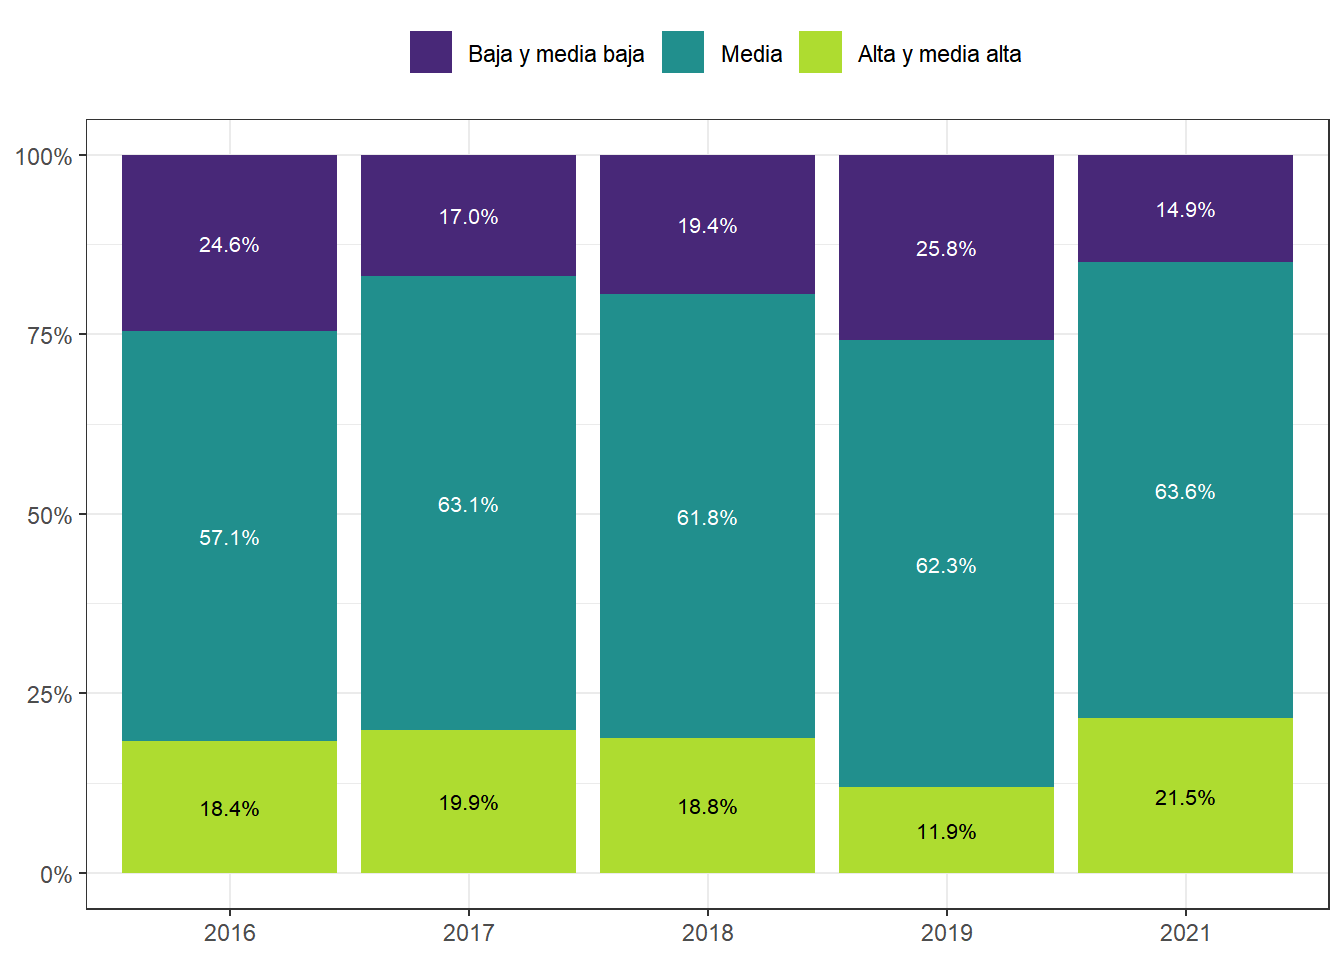 Baja y media baja Media Alta y media alta
100%
75%
50%
25%
0%
24.6% 17.0% 19.4% 25.8% 14.9%
57.1% 63.1% 61.8% 62.3% 63.6%
18.4% 19.9% 18.8% 11.9% 21.5%
2016 2017 2018 2019 2021